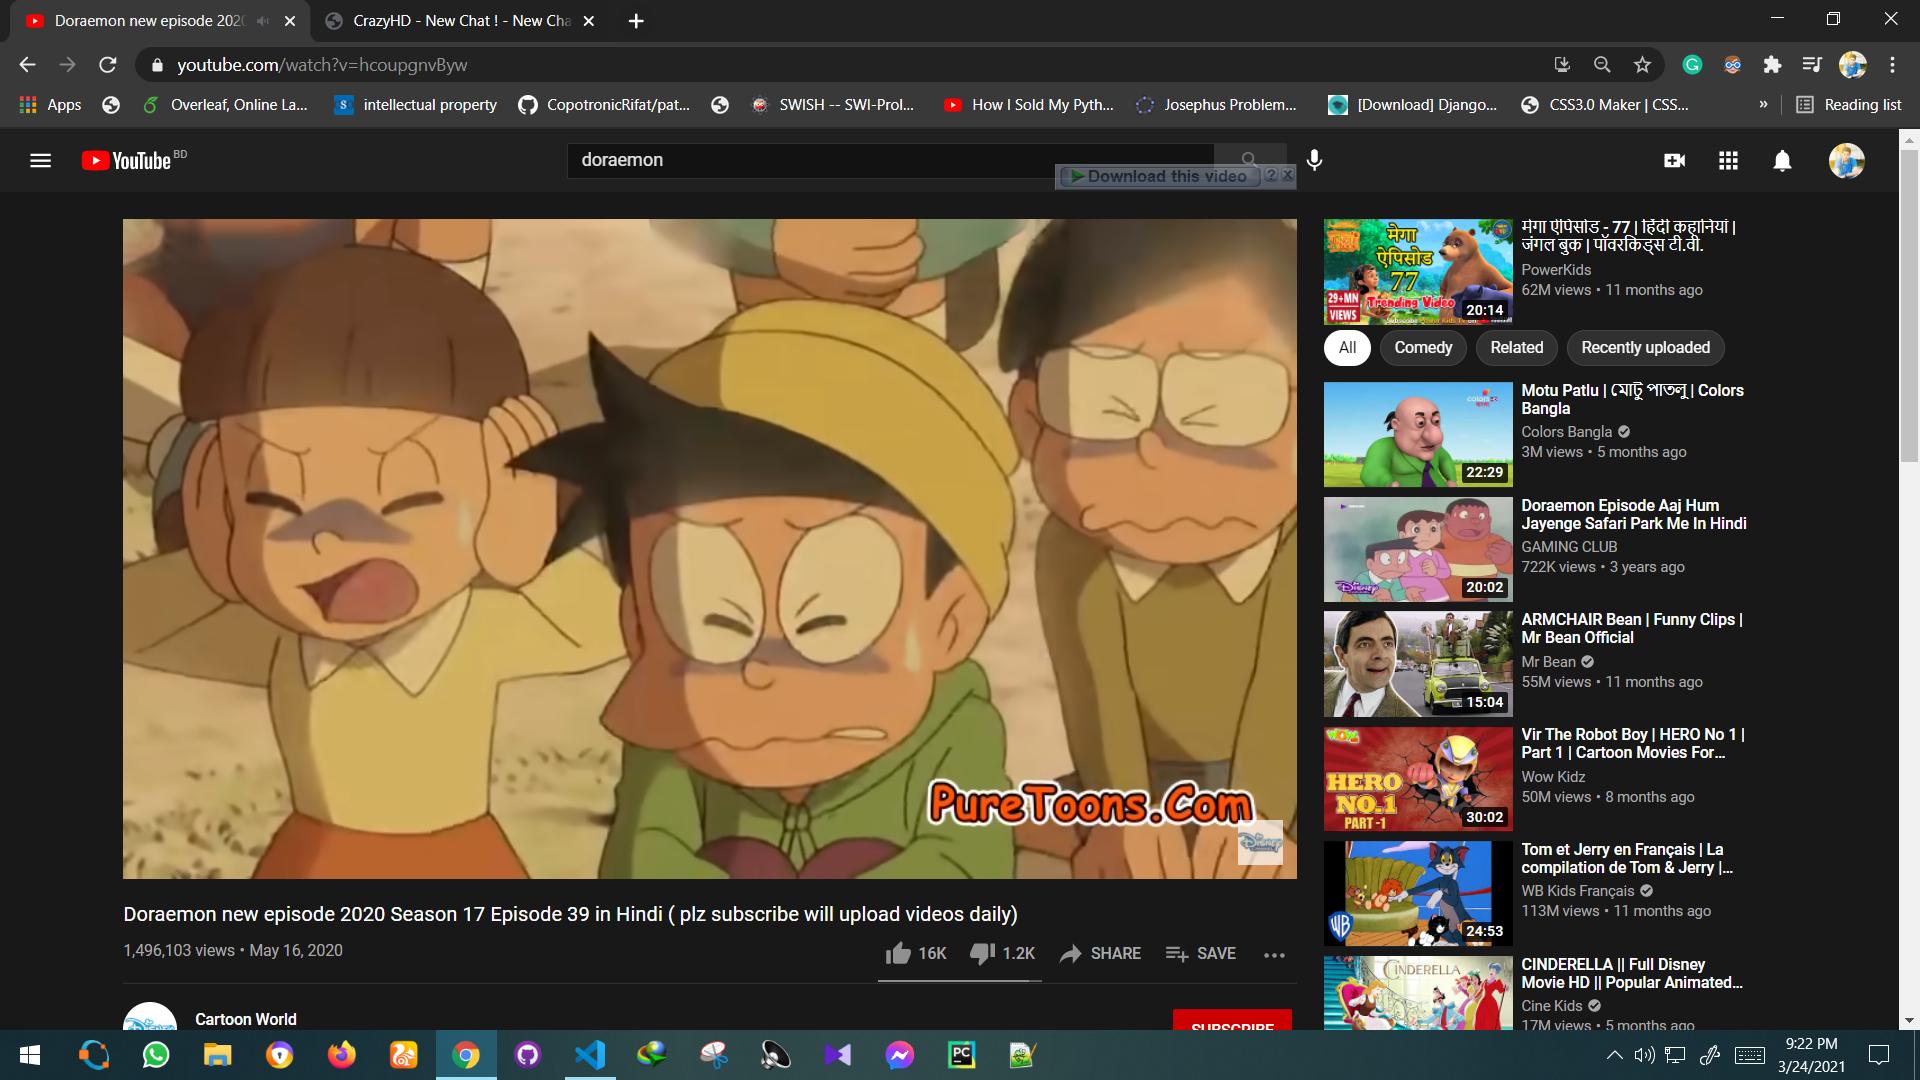 Doraemon new episode 202
CrazyHD - New Chat ! - New Cha
youtube.com/watch?v=hcoupgnvByw
Apps
Overleaf, Online La...
intellectual property
CopotronicRifat/pat...
SWISH -- SWI-Prol...
How I Sold My Pyth...
Josephus Problem...
[Download] Django...
CSS3.0 Maker | CSS...
»
Reading list
YouTube BD
doraemon
Download this video ? x
PureToons.Com
Disney
Doraemon new episode 2020 Season 17 Episode 39 in Hindi ( plz subscribe will upload videos daily)
1,496,103 views • May 16, 2020
16K
1.2K
SHARE
SAVE
Cartoon World
SUBSCRIBE
मेगा
ऐपिसोड
77
29+MN
VIEWS
Trending Video
20:14
मेगा ऐपिसोड - 77 | हिंदी कहानियां |
जंगल बुक | पॉवरकिड्स टी.वी.
PowerKids
62M views • 11 months ago
All
Comedy
Related
Recently uploaded
22:29
Motu Patlu | মোটু পাতলু | Colors
Bangla
Colors Bangla
3M views • 5 months ago
20:02
Doraemon Episode Aaj Hum
Jayenge Safari Park Me In Hindi
GAMING CLUB
722K views • 3 years ago
15:04
ARMCHAIR Bean | Funny Clips |
Mr Bean Official
Mr Bean
55M views • 11 months ago
WOW
HERO
NO.1
PART -1
30:02
Vir The Robot Boy | HERO No 1 |
Part 1 | Cartoon Movies For...
Wow Kidz
50M views • 8 months ago
WB
24:53
Tom et Jerry en Français | La
compilation de Tom & Jerry |...
WB Kids Français
113M views • 11 months ago
CINDERELLA
CINDERELLA || Full Disney
Movie HD || Popular Animated...
Cine Kids
17M views • 5 months ago
PC
9:22 PM
3/24/2021